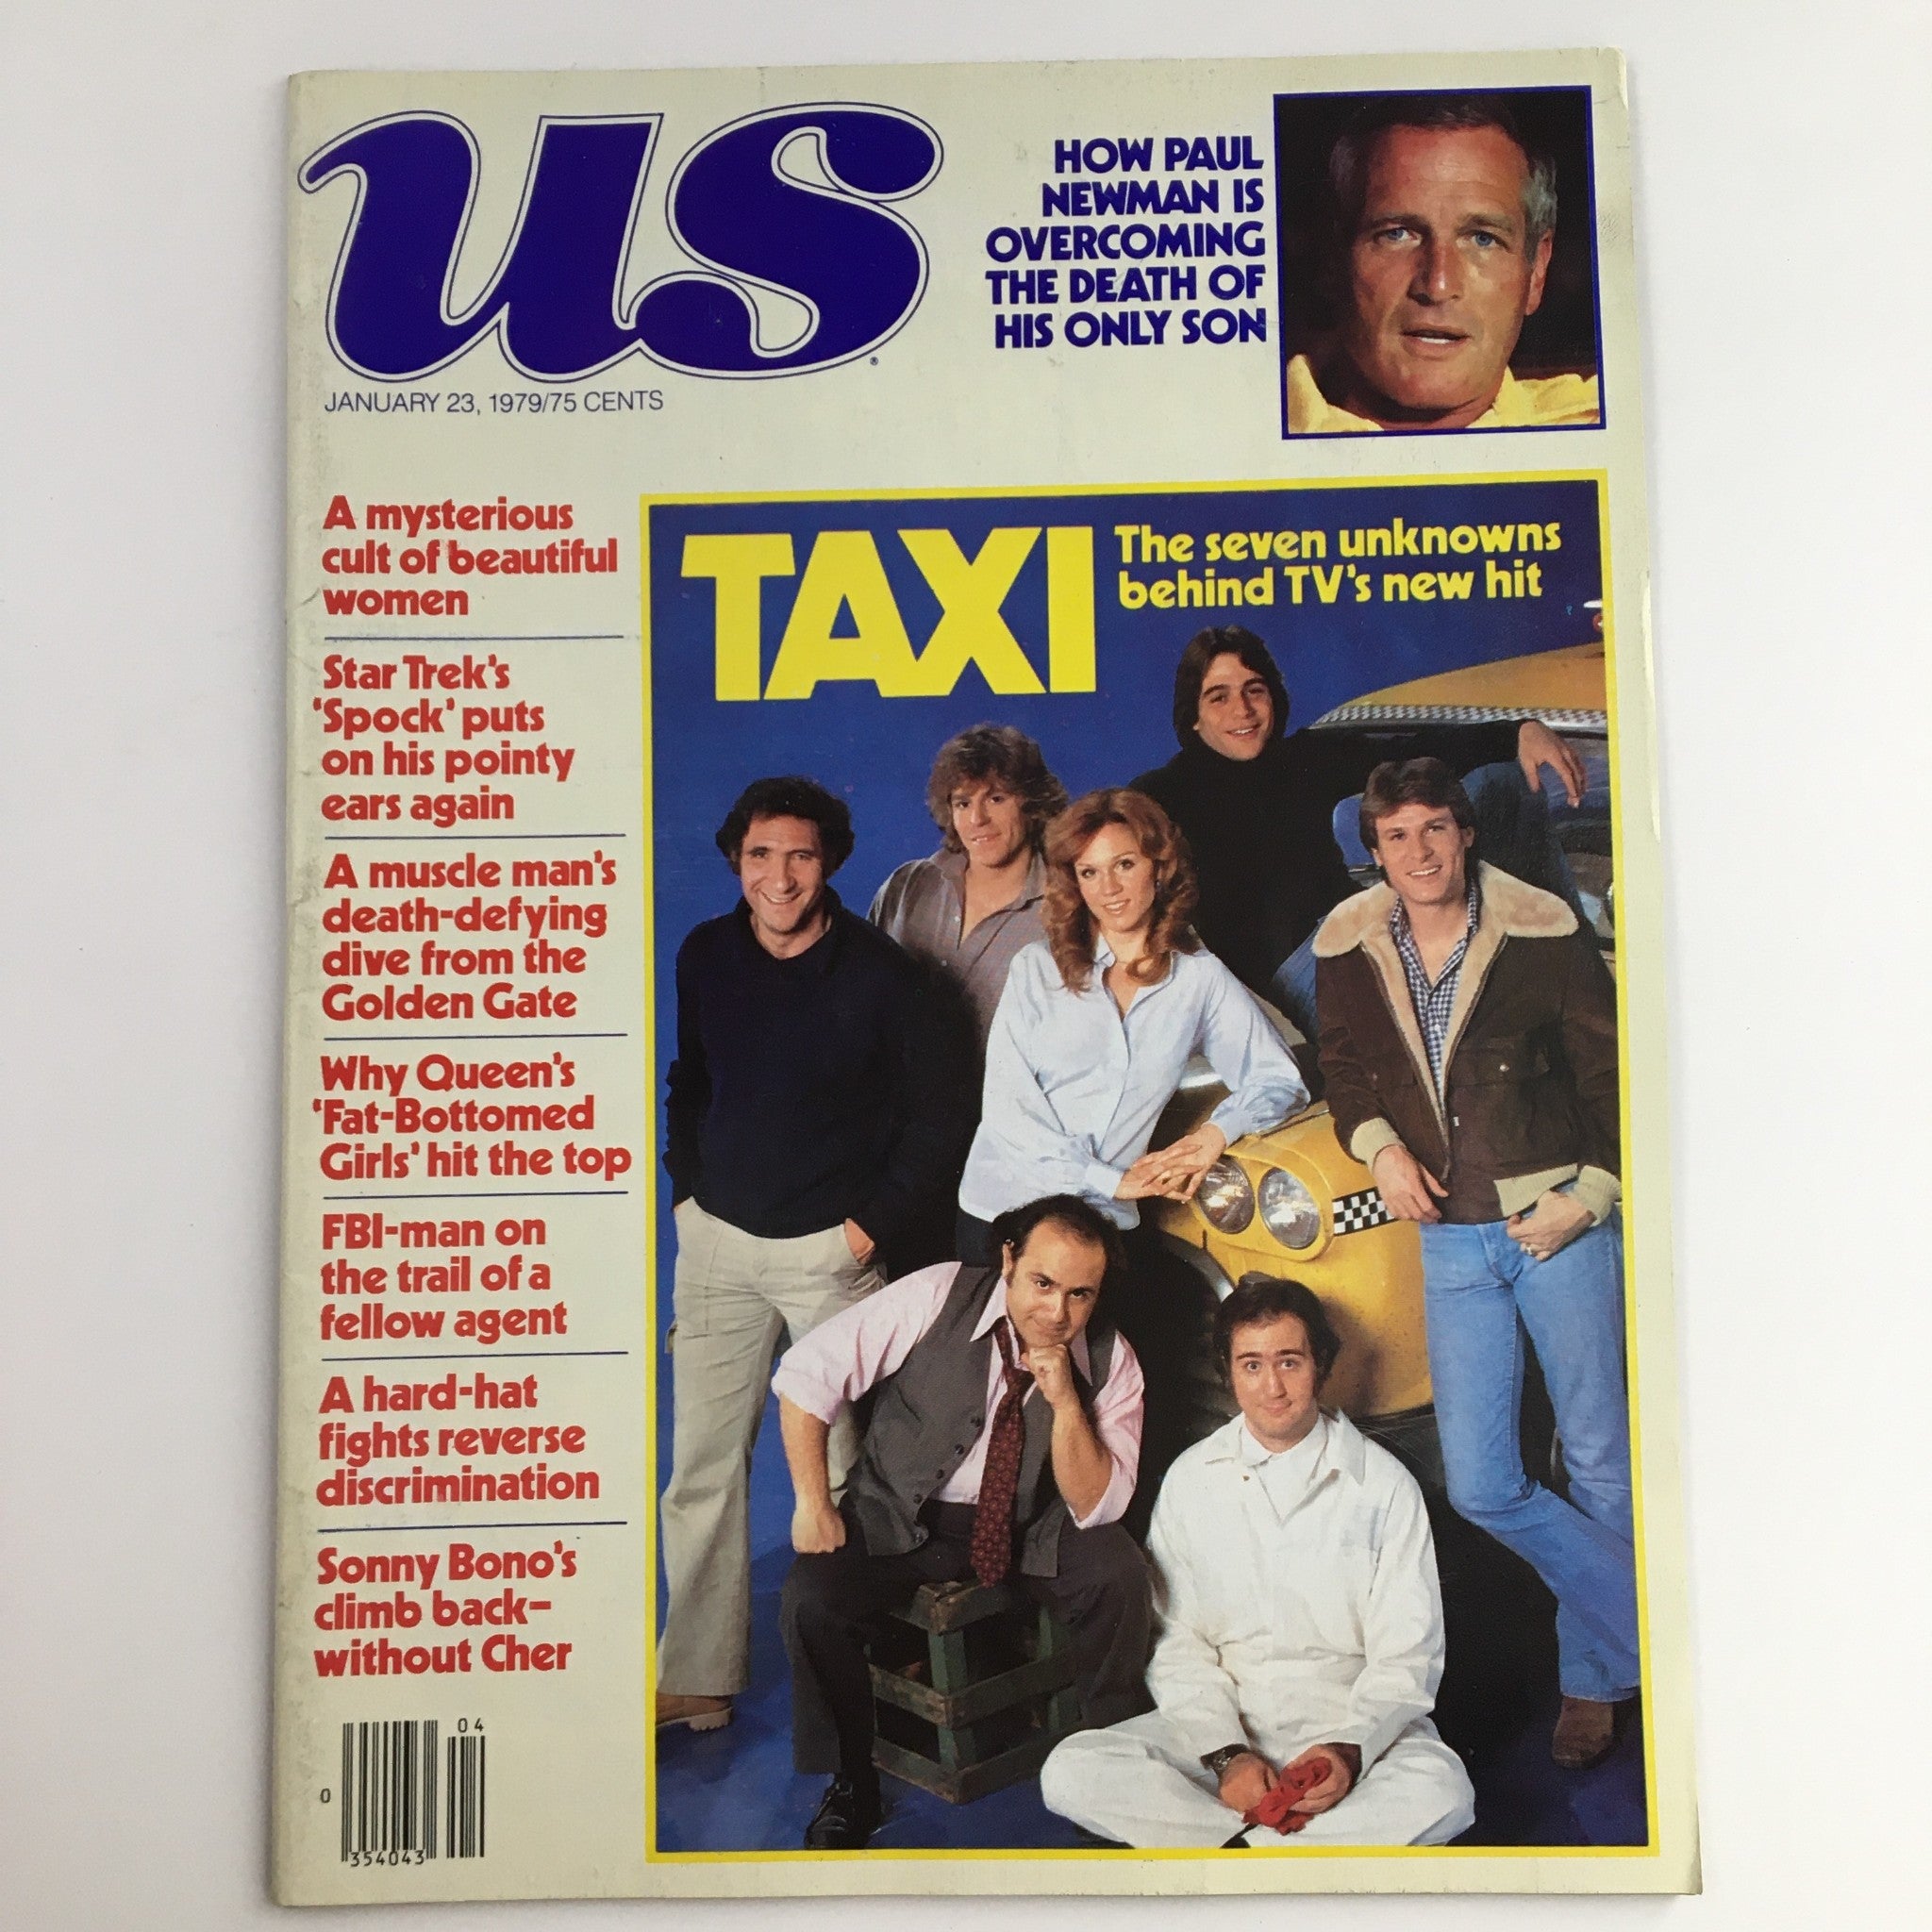 us
JANUARY 23, 1979/75 CENTS
HOW PAUL
NEWMAN IS
OVERCOMING
THE DEATH OF
HIS ONLY SON
A mysterious
cult of beautiful
women
Star Trek's
'Spock' puts
on his pointy
ears again
A muscle man's
death-defying
dive from the
Golden Gate
Why Queen's
'Fat-Bottomed
Girls' hit the top
FBI-man on
the trail of a
fellow agent
A hard-hat
fights reverse
discrimination
Sonny Bono's
climb back–
without Cher
TAXI
The seven unknowns
behind TV's new hit
04
0
354043